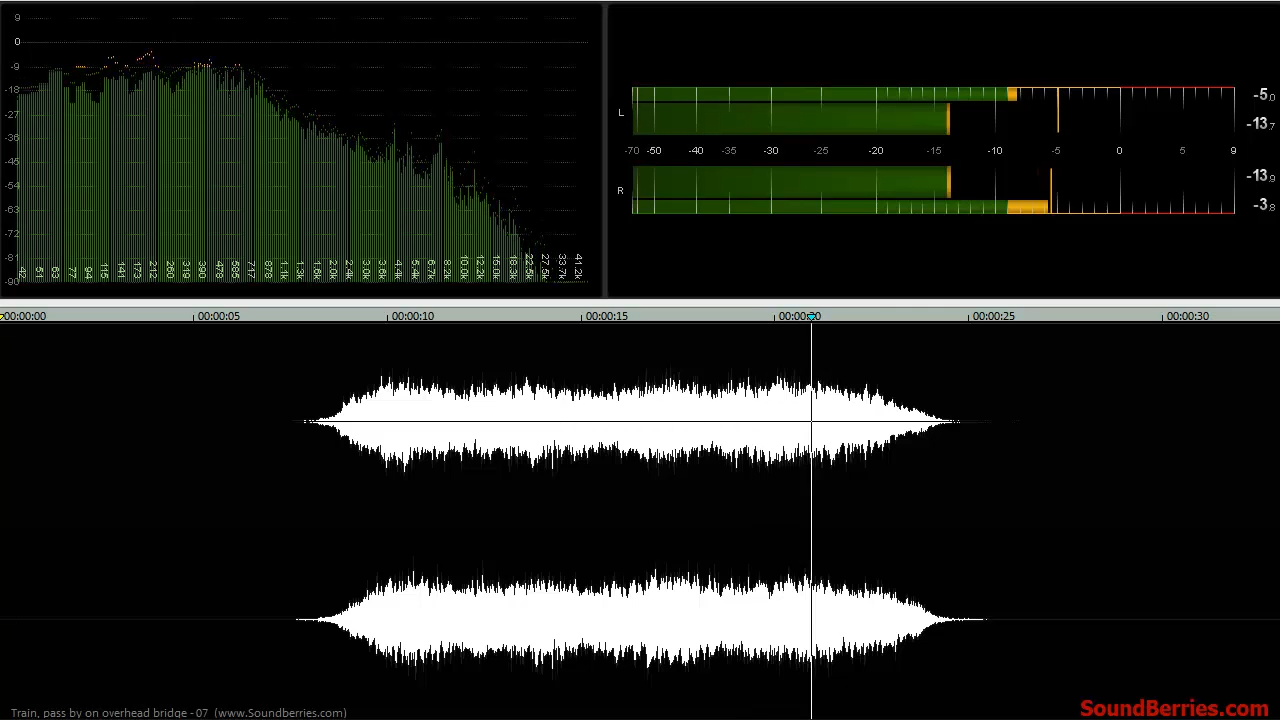 9
0
-9
-18
-27
-36
-45
-54
-63
-72
-81
-90
42 51 63 77 94 115 141 173 212 260 319 390 478 585 717 878 1.1k 1.3k 1.6k 2.0k 2.4k 3.0k 3.6k 4.4k 5.4k 6.7k 8.2k 10.0k 12.2k 15.0k 18.3k 22.5k 27.5k 33.7k 41.2k
-5.0
L
-13.7
-70 -50 -40 -35 -30 -25 -20 -15 -10 -5 0 5 9
-13.9
R
-3.8
00:00:00 00:00:05 00:00:10 00:00:15 00:00:20 00:00:25 00:00:30
Train, pass by on overhead bridge - 07 (www.Soundberries.com)
SoundBerries.com